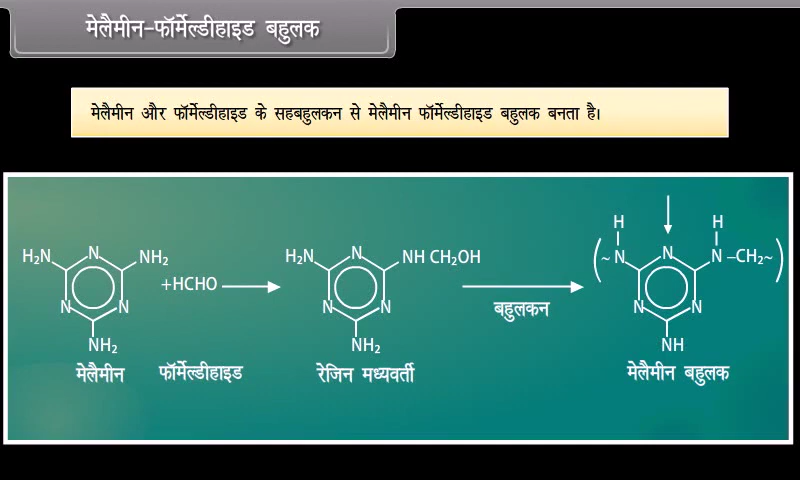 मेलैमीन-फॉर्मेल्डीहाइड बहुलक
मेलैमीन और फॉर्मेल्डीहाइड के सहबहुलकन से मेलैमीन फॉर्मेल्डीहाइड बहुलक बनता है।
H₂N N NH₂ N N NH₂
+HCHO
H₂N N NH CH₂OH N N NH₂
बहुलकन
H H
(~N N N–CH₂~)
N N
NH
मेलैमीन फॉर्मेल्डीहाइड रेजिन मध्यवर्ती मेलैमीन बहुलक